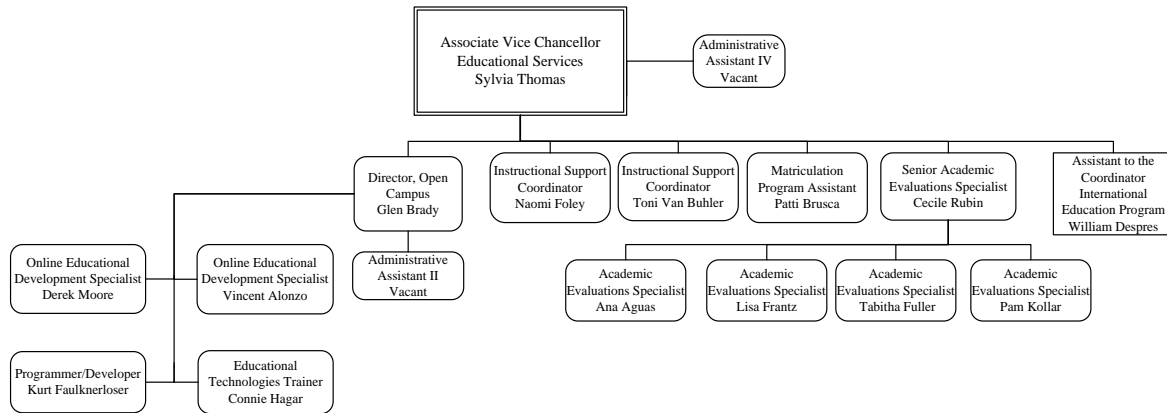 Associate Vice Chancellor
Educational Services
Sylvia Thomas
Administrative
Assistant IV
Vacant
Director, Open
Campus
Glen Brady
Instructional Support
Coordinator
Naomi Foley
Instructional Support
Coordinator
Toni Van Buhler
Matriculation
Program Assistant
Patti Brusca
Senior Academic
Evaluations Specialist
Cecile Rubin
Assistant to the
Coordinator
International
Education Program
William Despres
Online Educational
Development Specialist
Derek Moore
Online Educational
Development Specialist
Vincent Alonzo
Administrative
Assistant II
Vacant
Academic
Evaluations Specialist
Ana Aguas
Academic
Evaluations Specialist
Lisa Frantz
Academic
Evaluations Specialist
Tabitha Fuller
Academic
Evaluations Specialist
Pam Kollar
Programmer/Developer
Kurt Faulknerloser
Educational
Technologies Trainer
Connie Hagar